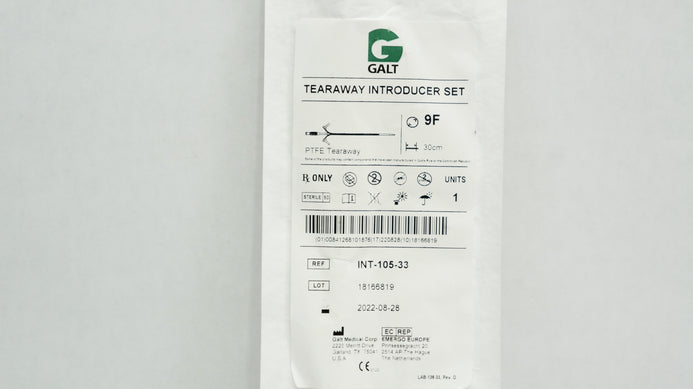 GALT
TEARAWAY INTRODUCER SET
9F
PTFE Tearaway
30cm
Rx ONLY
UNITS
STERILE EO
1
(01)00841268101876(17)220828(10)18166819
REF INT-105-33
LOT 18166819
2022-08-28
EC REP
Galt Medical Corp. EMERGO EUROPE
2220 Merritt Drive Prinsessegracht 20
Garland, TX 75041 2514 AP The Hague
U.S.A. The Netherlands
CE